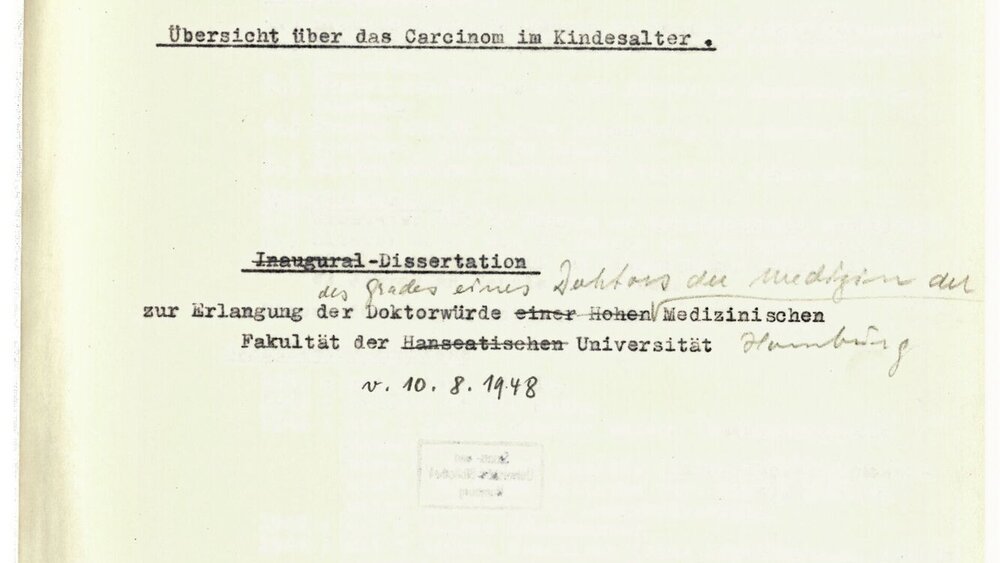 Übersicht über das Carcinom im Kindesalter.
Inaugural-Dissertation
des Grades eines Doktors der Medizin der
zur Erlangung der Doktorwürde einer Hohen Medizinischen
Fakultät der Hanseatischen Universität Hamburg
v. 10. 8. 1948